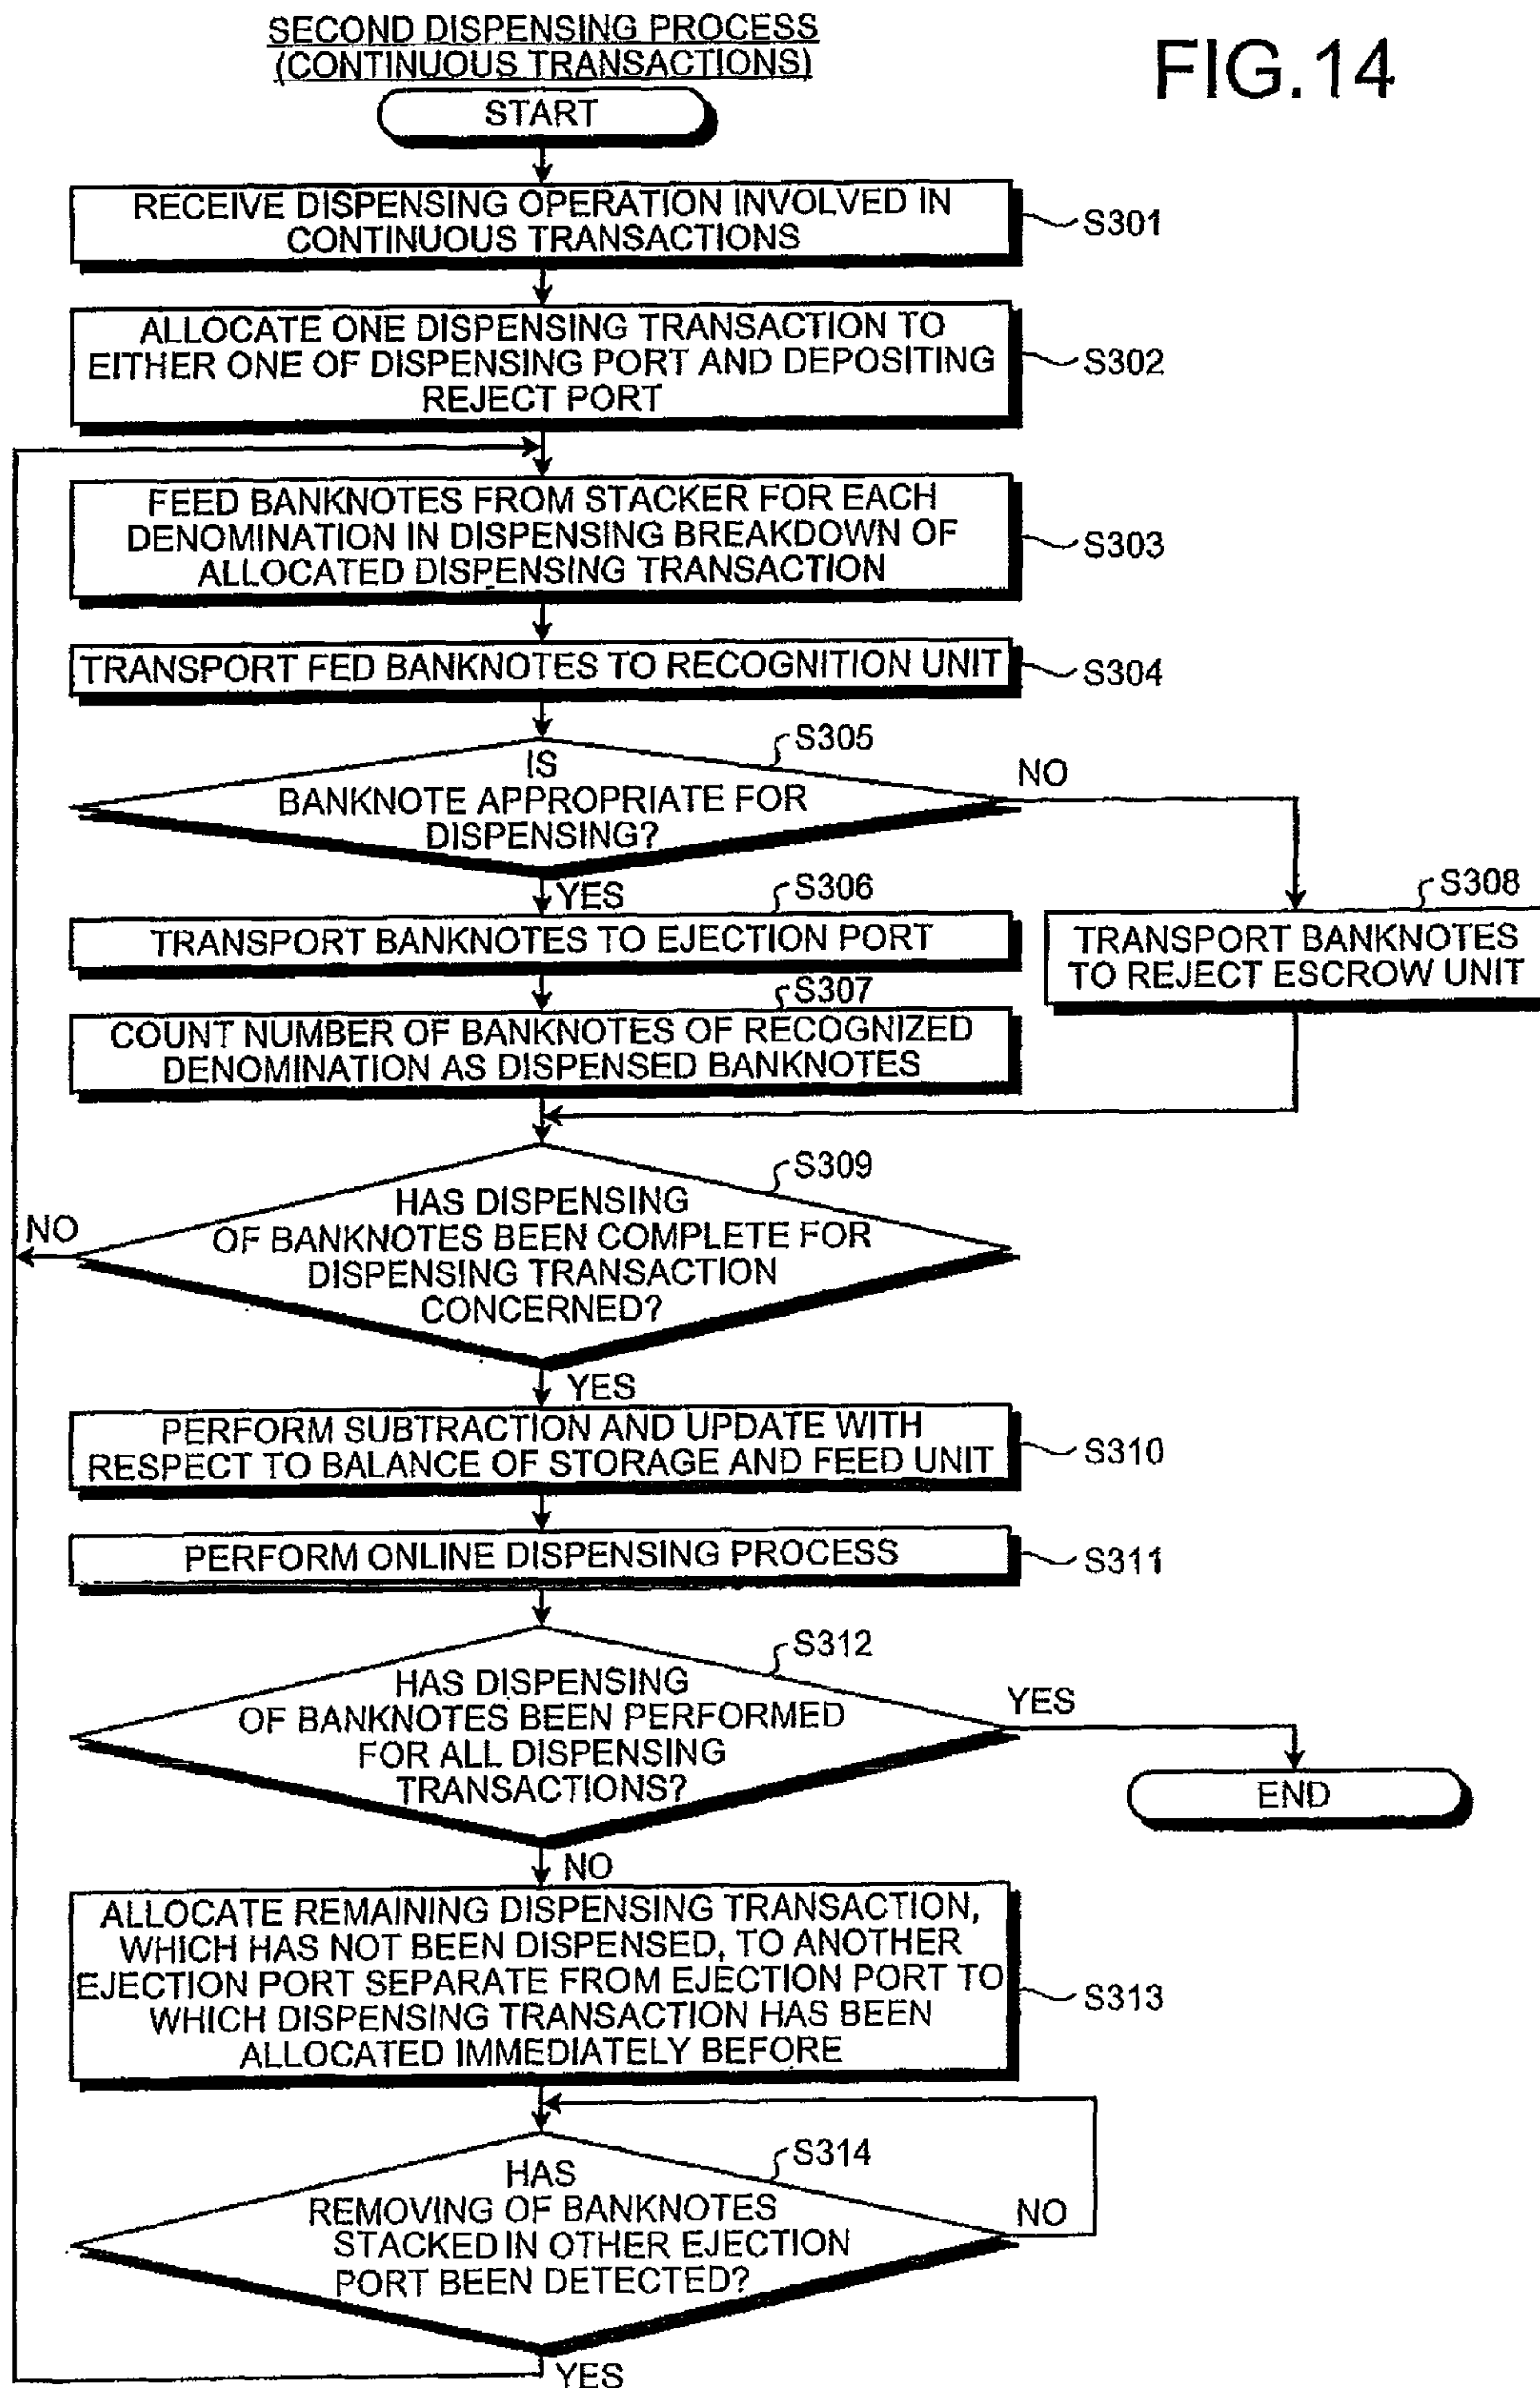 SECOND DISPENSING PROCESS
(CONTINUOUS TRANSACTIONS)
FIG.14
START
RECEIVE DISPENSING OPERATION INVOLVED IN
CONTINUOUS TRANSACTIONS
S301
ALLOCATE ONE DISPENSING TRANSACTION TO
EITHER ONE OF DISPENSING PORT AND DEPOSITING
REJECT PORT
S302
FEED BANKNOTES FROM STACKER FOR EACH
DENOMINATION IN DISPENSING BREAKDOWN OF
ALLOCATED DISPENSING TRANSACTION
S303
TRANSPORT FED BANKNOTES TO RECOGNITION UNIT
S304
S305
IS
BANKNOTE APPROPRIATE FOR
DISPENSING?
NO
YES
S306
TRANSPORT BANKNOTES TO EJECTION PORT
S308
TRANSPORT BANKNOTES
TO REJECT ESCROW UNIT
S307
COUNT NUMBER OF BANKNOTES OF RECOGNIZED
DENOMINATION AS DISPENSED BANKNOTES
S309
HAS DISPENSING
OF BANKNOTES BEEN COMPLETE FOR
DISPENSING TRANSACTION
CONCERNED?
NO
YES
PERFORM SUBTRACTION AND UPDATE WITH
RESPECT TO BALANCE OF STORAGE AND FEED UNIT
S310
PERFORM ONLINE DISPENSING PROCESS
S311
S312
HAS DISPENSING
OF BANKNOTES BEEN PERFORMED
FOR ALL DISPENSING
TRANSACTIONS?
YES
END
NO
ALLOCATE REMAINING DISPENSING TRANSACTION,
WHICH HAS NOT BEEN DISPENSED, TO ANOTHER
EJECTION PORT SEPARATE FROM EJECTION PORT TO
WHICH DISPENSING TRANSACTION HAS BEEN
ALLOCATED IMMEDIATELY BEFORE
S313
S314
HAS
REMOVING OF BANKNOTES
STACKED IN OTHER EJECTION
PORT BEEN DETECTED?
NO
YES